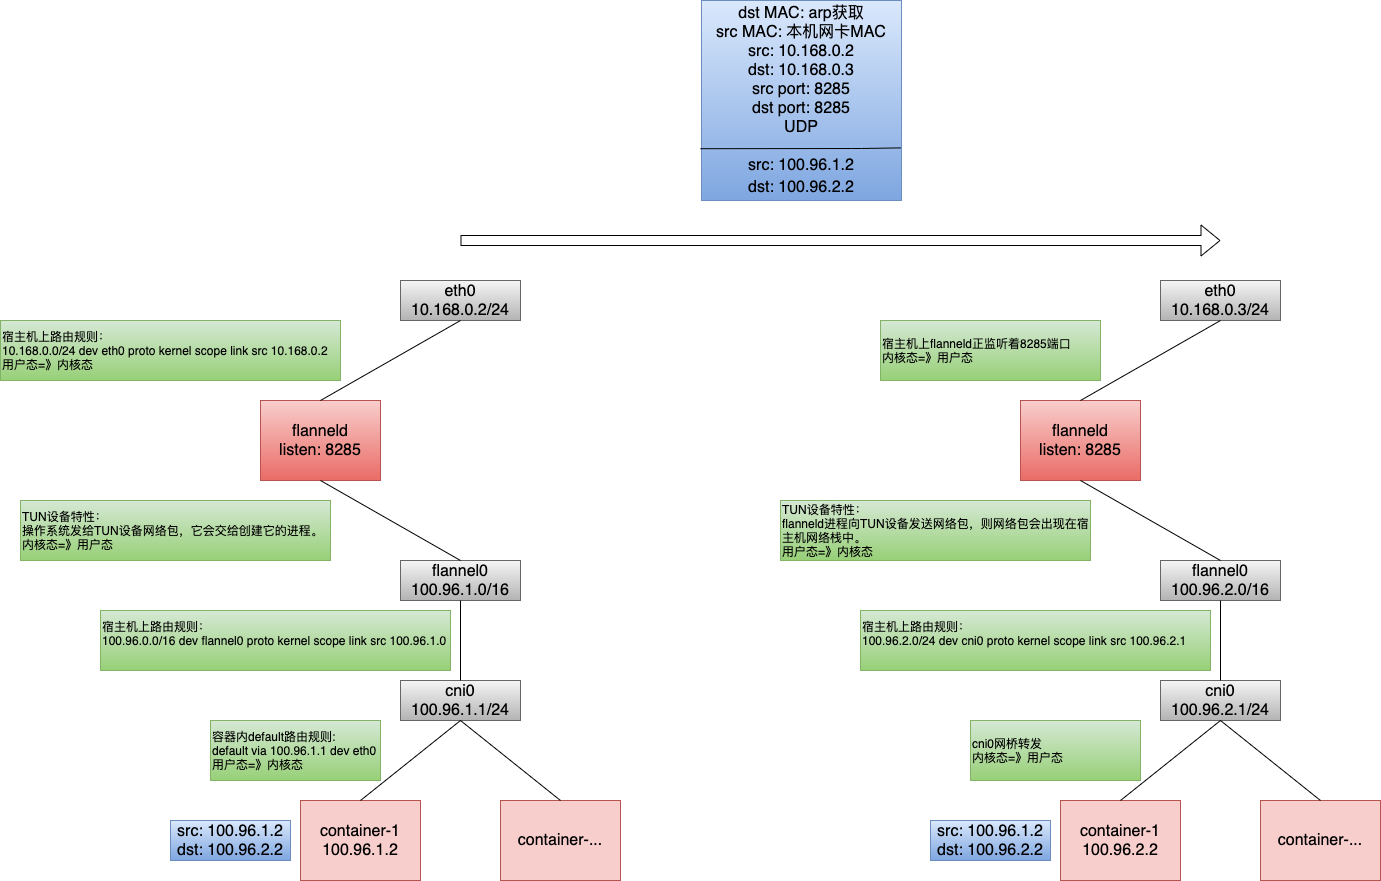 dst MAC: arp获取
src MAC: 本机网卡MAC
src: 10.168.0.2
dst: 10.168.0.3
src port: 8285
dst port: 8285
UDP
src: 100.96.1.2
dst: 100.96.2.2
eth0
10.168.0.2/24
宿主机上路由规则：
10.168.0.0/24 dev eth0 proto kernel scope link src 10.168.0.2
用户态=》内核态
flanneld
listen: 8285
TUN设备特性：
操作系统发给TUN设备网络包，它会交给创建它的进程。
内核态=》用户态
flannel0
100.96.1.0/16
宿主机上路由规则：
100.96.0.0/16 dev flannel0 proto kernel scope link src 100.96.1.0
cni0
100.96.1.1/24
容器内default路由规则：
default via 100.96.1.1 dev eth0
用户态=》内核态
src: 100.96.1.2
dst: 100.96.2.2
container-1
100.96.1.2
container-...
eth0
10.168.0.3/24
宿主机上flanneld正监听着8285端口
内核态=》用户态
flanneld
listen: 8285
TUN设备特性：
flanneld进程向TUN设备发送网络包，则网络包会出现在宿
主机网络栈中。
用户态=》内核态
flannel0
100.96.2.0/16
宿主机上路由规则：
100.96.2.0/24 dev cni0 proto kernel scope link src 100.96.2.1
cni0
100.96.2.1/24
cni0网桥转发
内核态=》用户态
src: 100.96.1.2
dst: 100.96.2.2
container-1
100.96.2.2
container-...